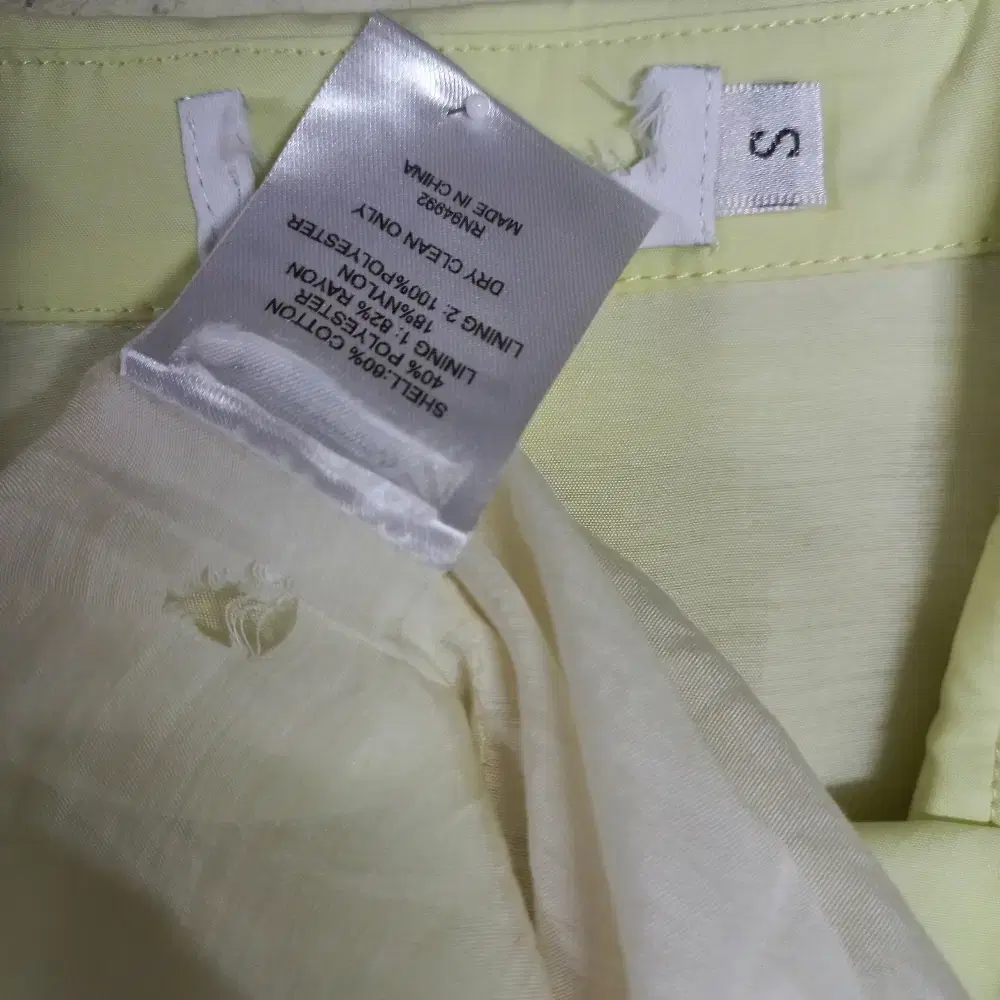 SHELL:60% COTTON
40% POLYESTER
LINING 1: 82% RAYON
18%NYLON
LINING 2: 100%POLYESTER
DRY CLEAN ONLY
RN94992
MADE IN CHINA
S